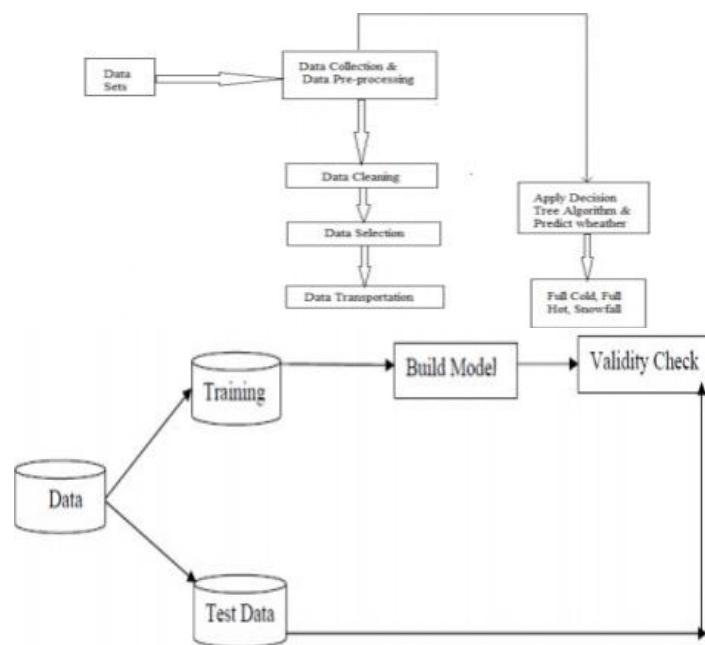 Data
Sets
Data Collection &
Data Pre-processing
Data Cleaning
Data Selection
Data Transportation
Apply Decision
Tree Algorithm &
Predict wheather
Full Cold, Full
Hot, Snowfall
Data
Training
Build Model
Validity Check
Test Data